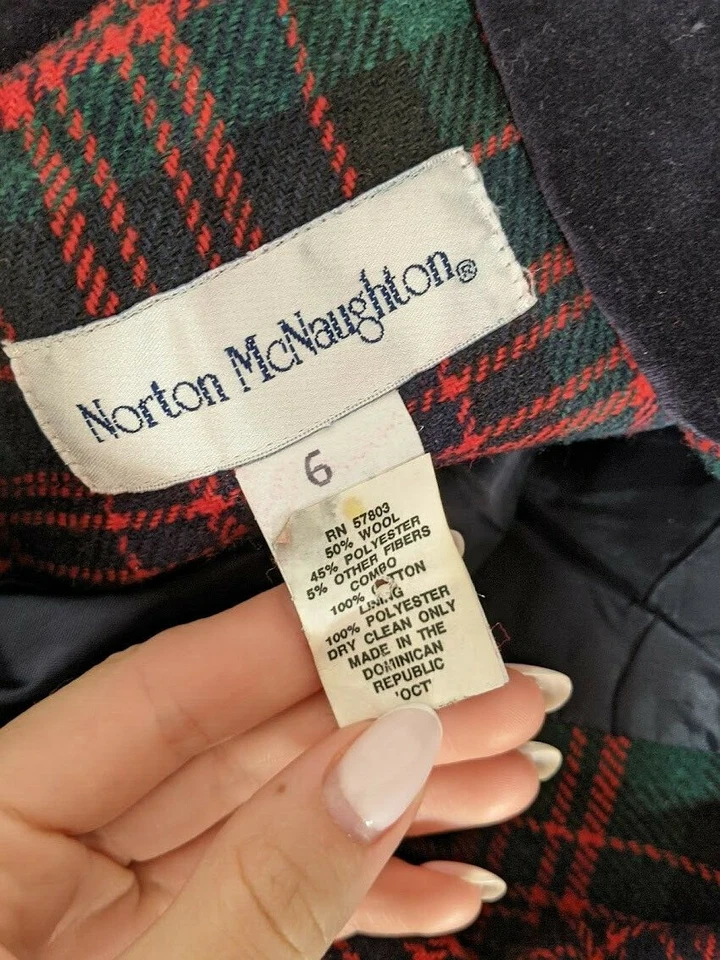 Norton McNaughton®
6
RN 57803
50% WOOL
45% POLYESTER
5% OTHER FIBERS
COMBO
100% COTTON
LINING
100% POLYESTER
DRY CLEAN ONLY
MADE IN THE
DOMINICAN
REPUBLIC
'OCT'